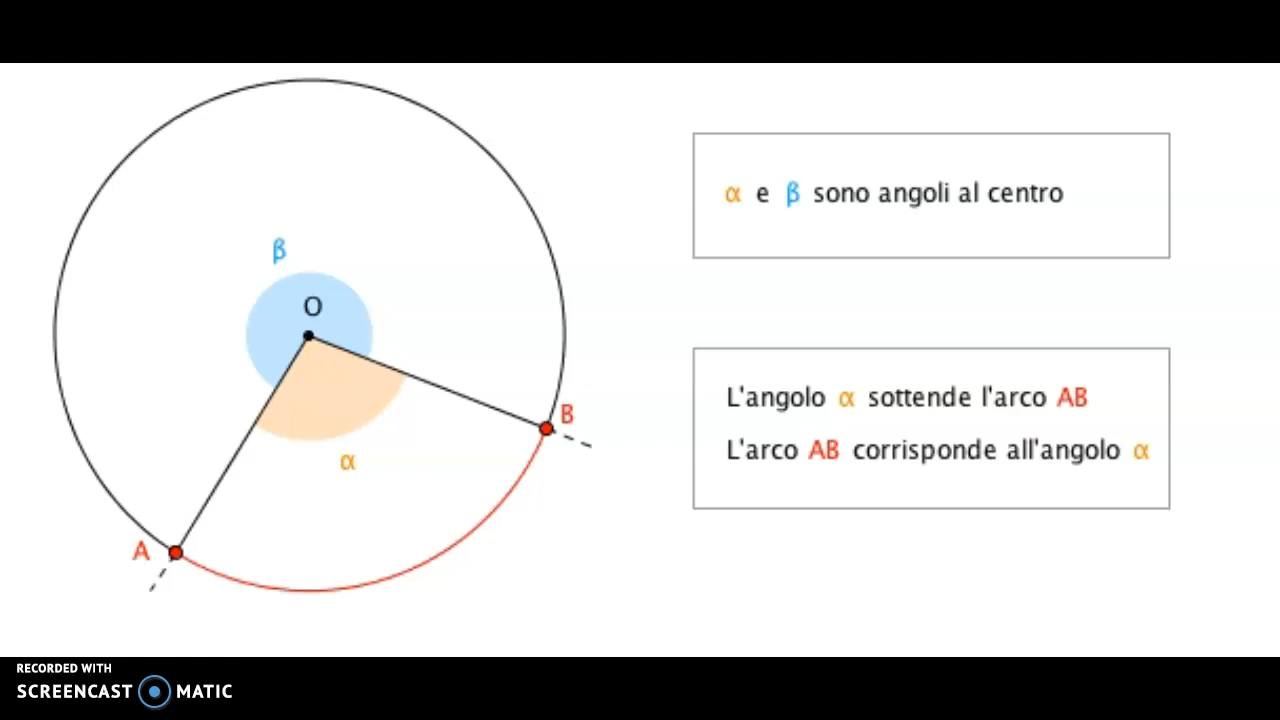 β
O
B
α
A
α e β sono angoli al centro
L'angolo α sottende l'arco AB
L'arco AB corrisponde all'angolo α
RECORDED WITH
SCREENCAST MATIC